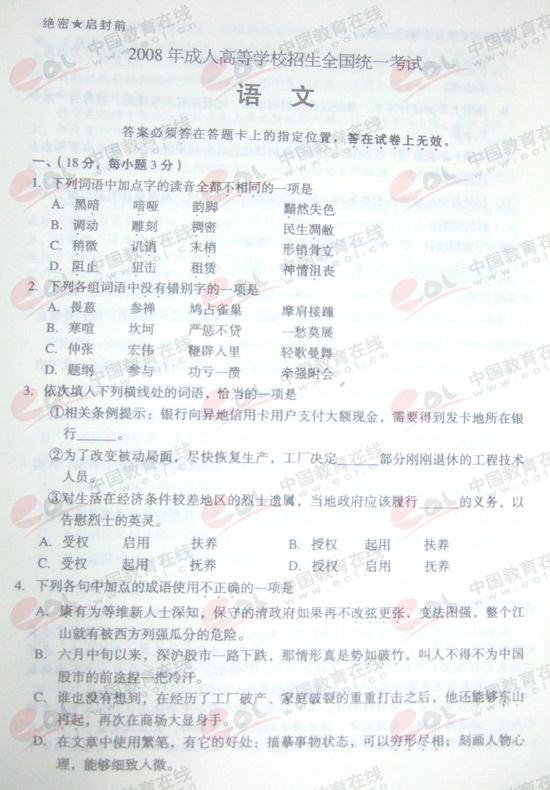 绝密★启封前
2008年成人高等学校招生全国统一考试
语 文
答案必须答在答题卡上的指定位置，答在试卷上无效。
一、（18分，每小题3分）
1. 下列词语中加点字的读音全都不相同的一项是
A. 黑暗 喑哑 韵脚 黯然失色
B. 调动 雕刻 稠密 民生凋敝
C. 稍微 讥消 末梢 形销骨立
D. 阻止 狙击 租赁 神情沮丧
2. 下列各组词语中没有错别字的一项是
A. 畏葸 参禅 鸠占雀巢 摩肩接踵
B. 寒喧 坎坷 严惩不贷 一愁莫展
C. 伸张 宏伟 鞭辟入里 轻歌曼舞
D. 题纲 参与 功亏一匮 牵强附会
3. 依次填入下列横线处的词语，恰当的一项是
①相关条例提示：银行向异地信用卡用户支付大额现金，需要得到发卡地所在银
行______。
②为了改变被动局面，尽快恢复生产，工厂决定______部分刚刚退休的工程技术
人员。
③对生活在经济条件较差地区的烈士遗属，当地政府应该履行______的义务，以
告慰烈士的英灵。
A. 受权 启用 扶养 B. 授权 起用 扶养
C. 受权 启用 抚养 D. 授权 起用 抚养
4. 下列各句中加点的成语使用不正确的一项是
A. 康有为等维新人士深知，保守的清政府如果再不改弦更张，变法图强，整个江
山就有被西方列强瓜分的危险。
B. 六月中旬以来，深沪股市一路下跌，那情形真是势如破竹，叫人不得不为中国
股市的前途捏一把冷汗。
C. 谁也没有想到，在经历了工厂破产、家庭破裂的重重打击之后，他还能够东山
再起，再次在商场大显身手。
D. 在文章中使用繁笔，有它的好处：描摹事物状态，可以穷形尽相；刻画人物心
理，能够细致入微。
EOL 中国教育在线
www.eol.cn